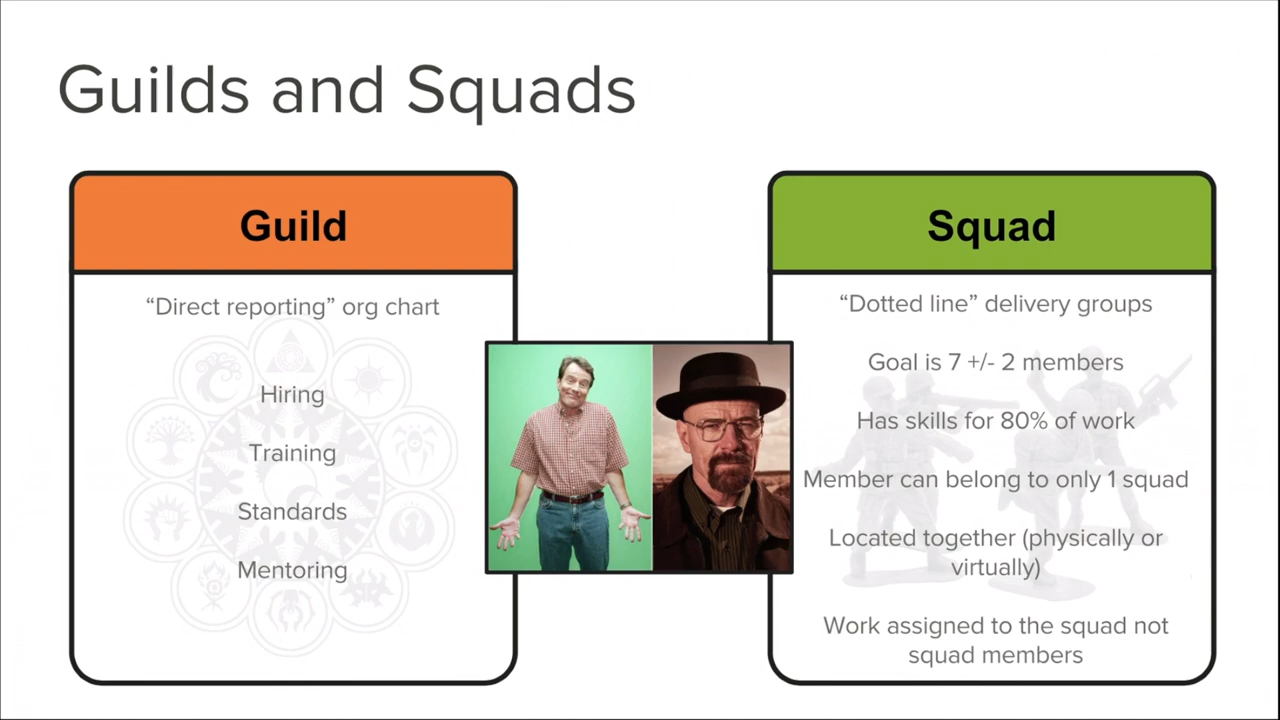 Guilds and Squads
Guild
“Direct reporting” org chart
Hiring
Training
Standards
Mentoring
Squad
“Dotted line” delivery groups
Goal is 7 +/- 2 members
Has skills for 80% of work
Member can belong to only 1 squad
Located together (physically or
virtually)
Work assigned to the squad not
squad members